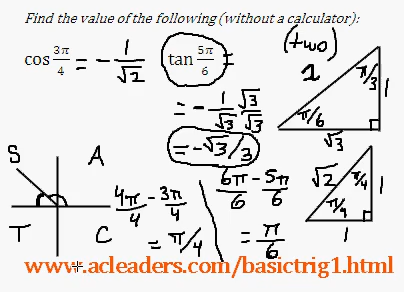 Find the value of the following (without a calculator):
cos 3π/4 = - 1/√2
tan 5π/6 =
= - 1/√3 √3/√3
= -√3/3
(two)
1
π/3
1
π/6
√3
S A
T C
4π/4 - 3π/4
= π/4
6π/6 - 5π/6
= π/6
√2
π/4
1
π/4
1
www.acleaders.com/basictrig1.html